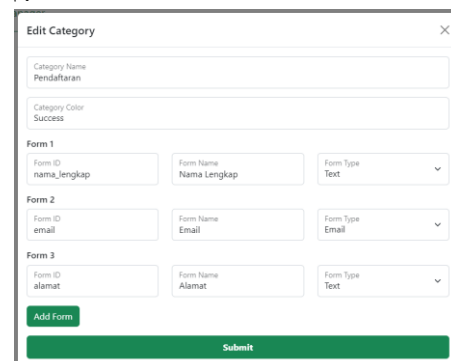 Edit Category
Category Name
Pendaftaran
Category Color
Success
Form 1
Form ID Form Name Form Type
nama_lengkap Nama Lengkap Text
Form 2
Form ID Form Name Form Type
email Email Email
Form 3
Form ID Form Name Form Type
alamat Alamat Text
Add Form
Submit